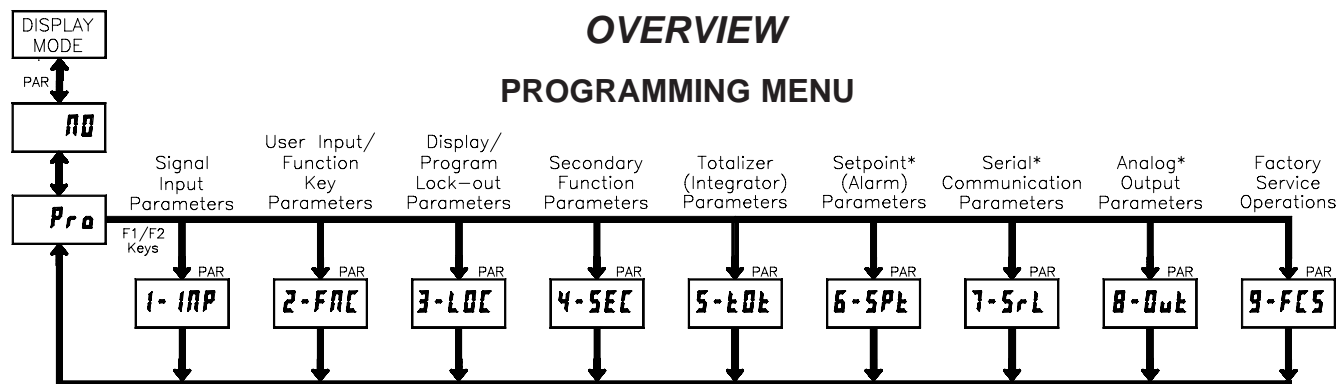 OVERVIEW
PROGRAMMING MENU
DISPLAY
MODE
PAR
NO
Pro
F1/F2
Keys
Signal
Input
Parameters
User Input/
Function
Key
Parameters
Display/
Program
Lock-out
Parameters
Secondary
Function
Parameters
Totalizer
(Integrator)
Parameters
Setpoint*
(Alarm)
Parameters
Serial*
Communication
Parameters
Analog*
Output
Parameters
Factory
Service
Operations
PAR
1-INP
PAR
2-FNC
PAR
3-LOC
PAR
4-SEC
PAR
5-tOt
PAR
6-SPt
PAR
7-SrL
PAR
8-Out
PAR
9-FCS